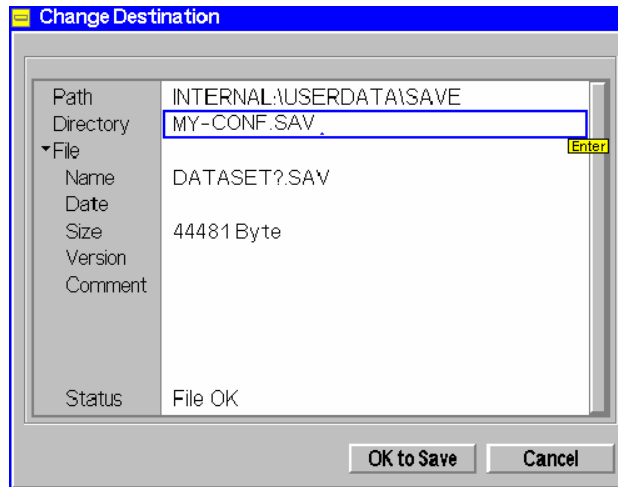 Change Destination
Path INTERNAL:\USERDATA\SAVE
Directory MY-CONF.SAV
Enter
File
Name DATASET?.SAV
Date
Size 44481 Byte
Version
Comment
Status File OK
OK to Save Cancel